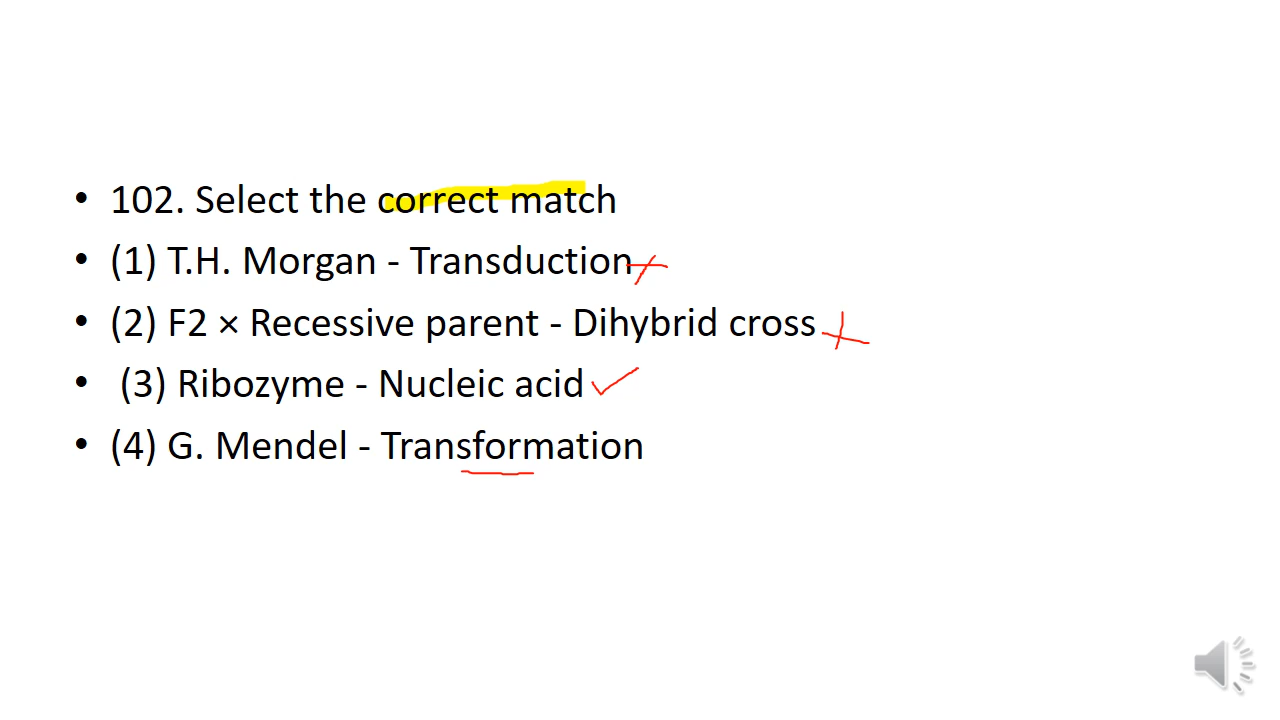 • 102. Select the correct match
• (1) T.H. Morgan - Transduction
• (2) F2 × Recessive parent - Dihybrid cross
• (3) Ribozyme - Nucleic acid
• (4) G. Mendel - Transformation